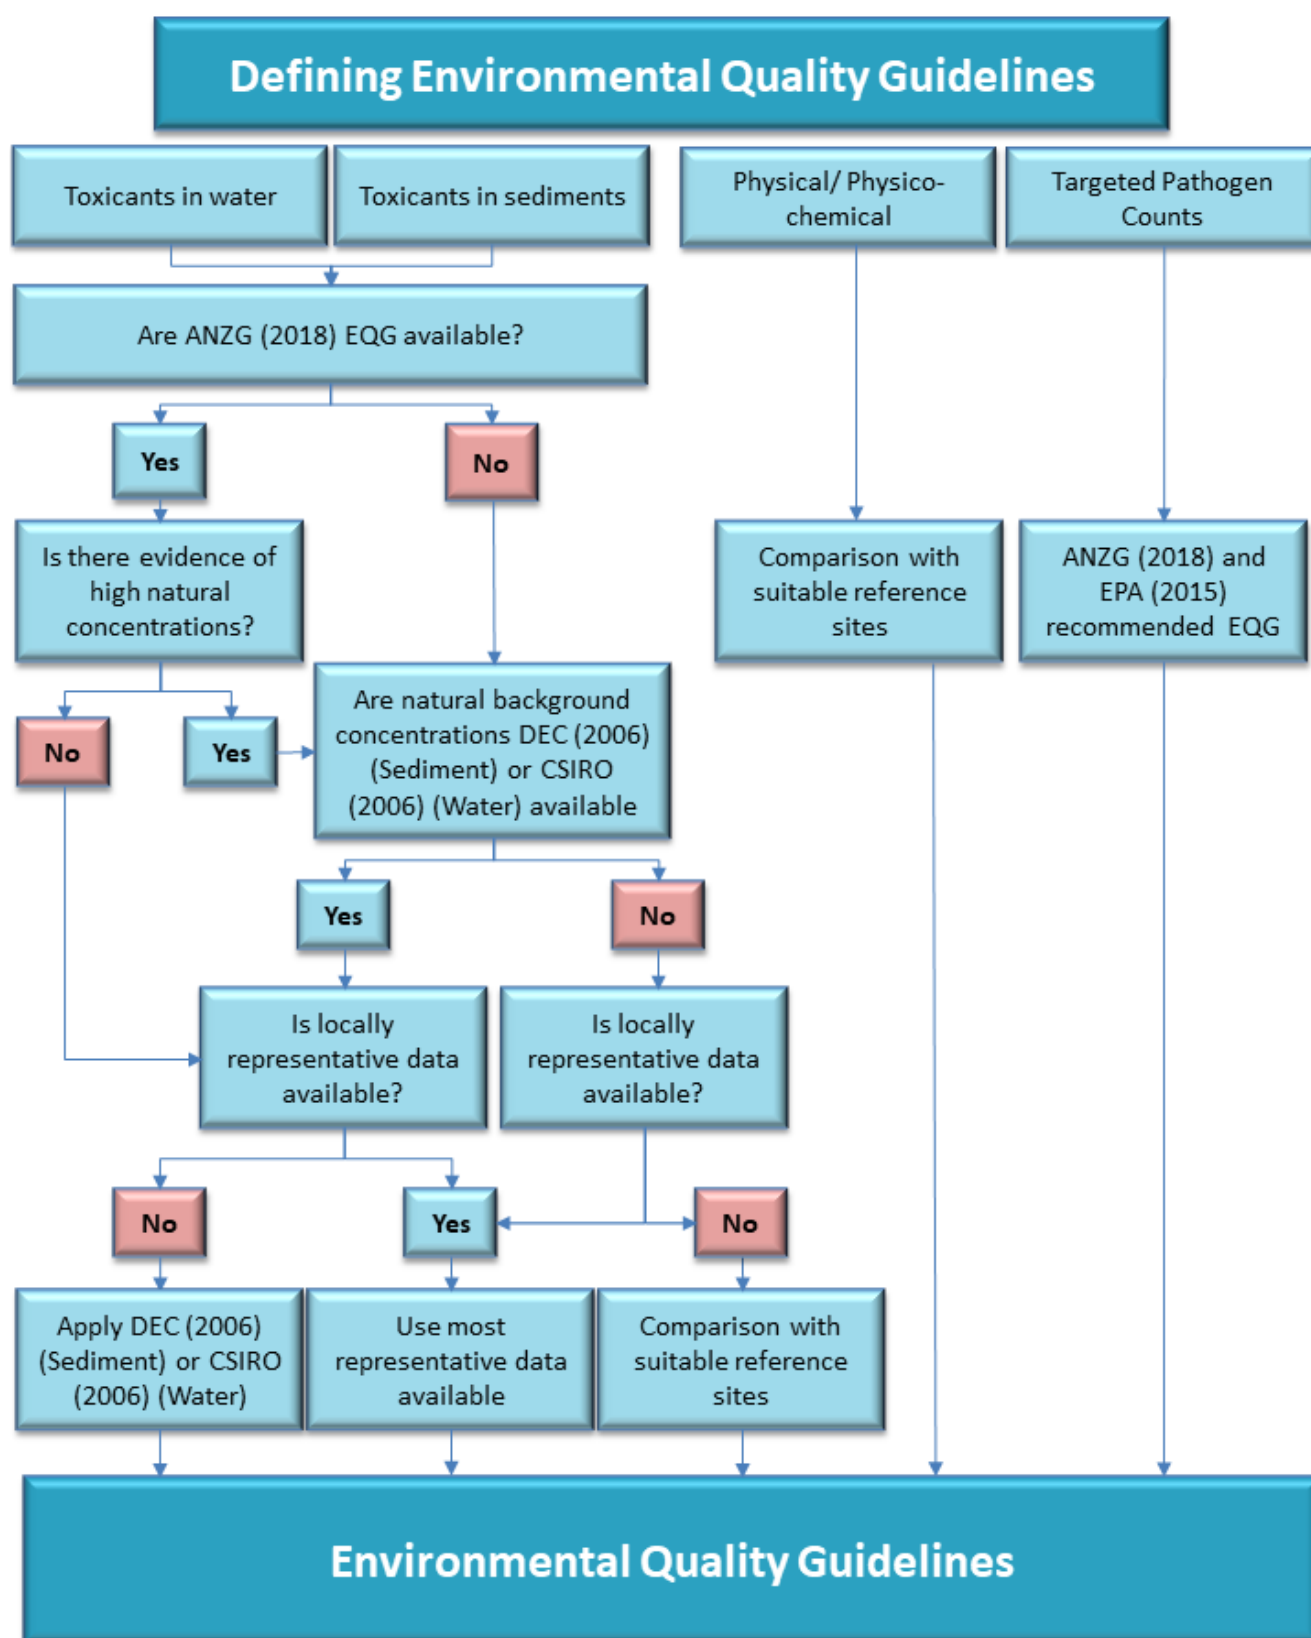 Defining Environmental Quality Guidelines
Toxicants in water
Toxicants in sediments
Physical/ Physico-
chemical
Targeted Pathogen
Counts
Are ANZG (2018) EQG available?
Yes
No
Is there evidence of
high natural
concentrations?
Comparison with
suitable reference
sites
ANZG (2018) and
EPA (2015)
recommended EQG
No
Yes
Are natural background
concentrations DEC (2006)
(Sediment) or CSIRO
(2006) (Water) available
Yes
No
Is locally
representative data
available?
Is locally
representative data
available?
No
Yes
No
Apply DEC (2006)
(Sediment) or CSIRO
(2006) (Water)
Use most
representative data
available
Comparison with
suitable reference
sites
Environmental Quality Guidelines